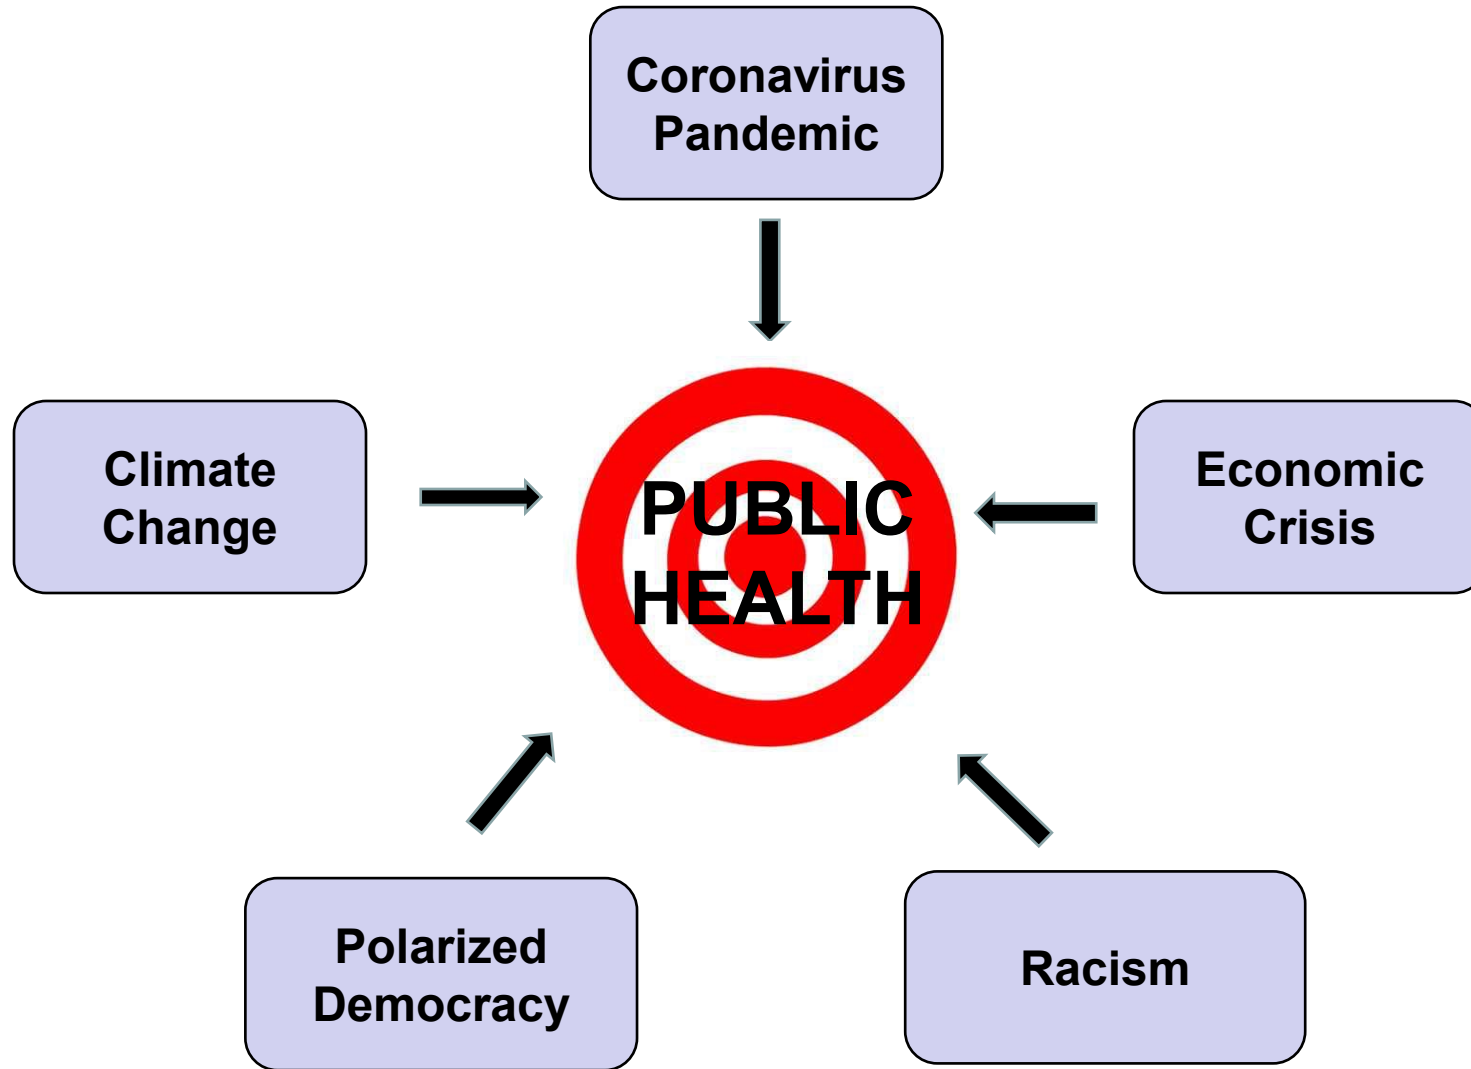 Coronavirus
Pandemic
Climate
Change
PUBLIC
HEALTH
Economic
Crisis
Polarized
Democracy
Racism